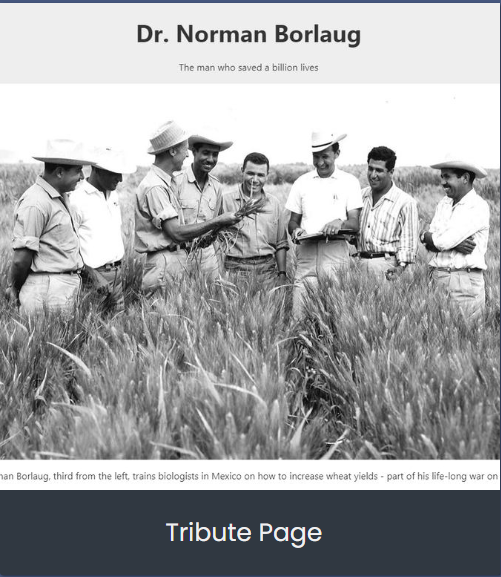 Dr. Norman Borlaug
The man who saved a billion lives
man Borlaug, third from the left, trains biologists in Mexico on how to increase wheat yields - part of his life-long war on
Tribute Page